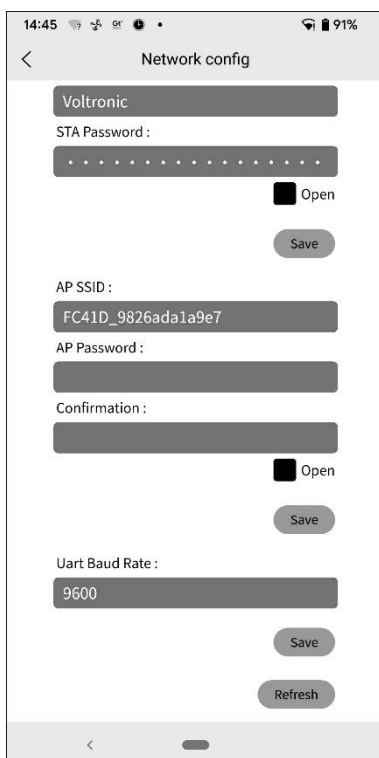 14:45 91%
Network config
Voltronic
STA Password :
Open
Save
AP SSID :
FC41D_9826ada1a9e7
AP Password :
Confirmation :
Open
Save
Uart Baud Rate :
9600
Save
Refresh